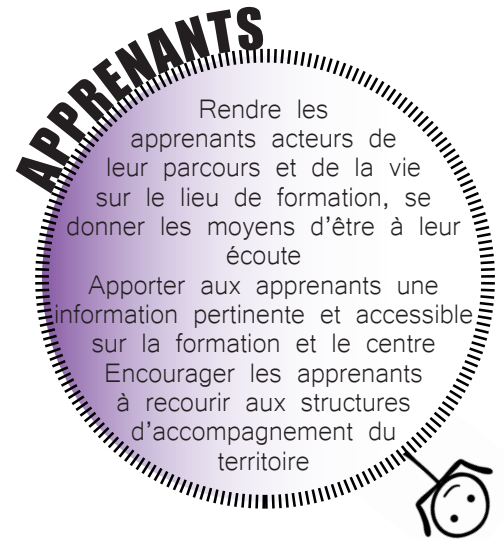 APPRENANTS
Rendre les
apprenants acteurs de
leur parcours et de la vie
sur le lieu de formation, se
donner les moyens d’être à leur
écoute
Apporter aux apprenants une
information pertinente et accessible
sur la formation et le centre
Encourager les apprenants
à recourir aux structures
d’accompagnement du
territoire